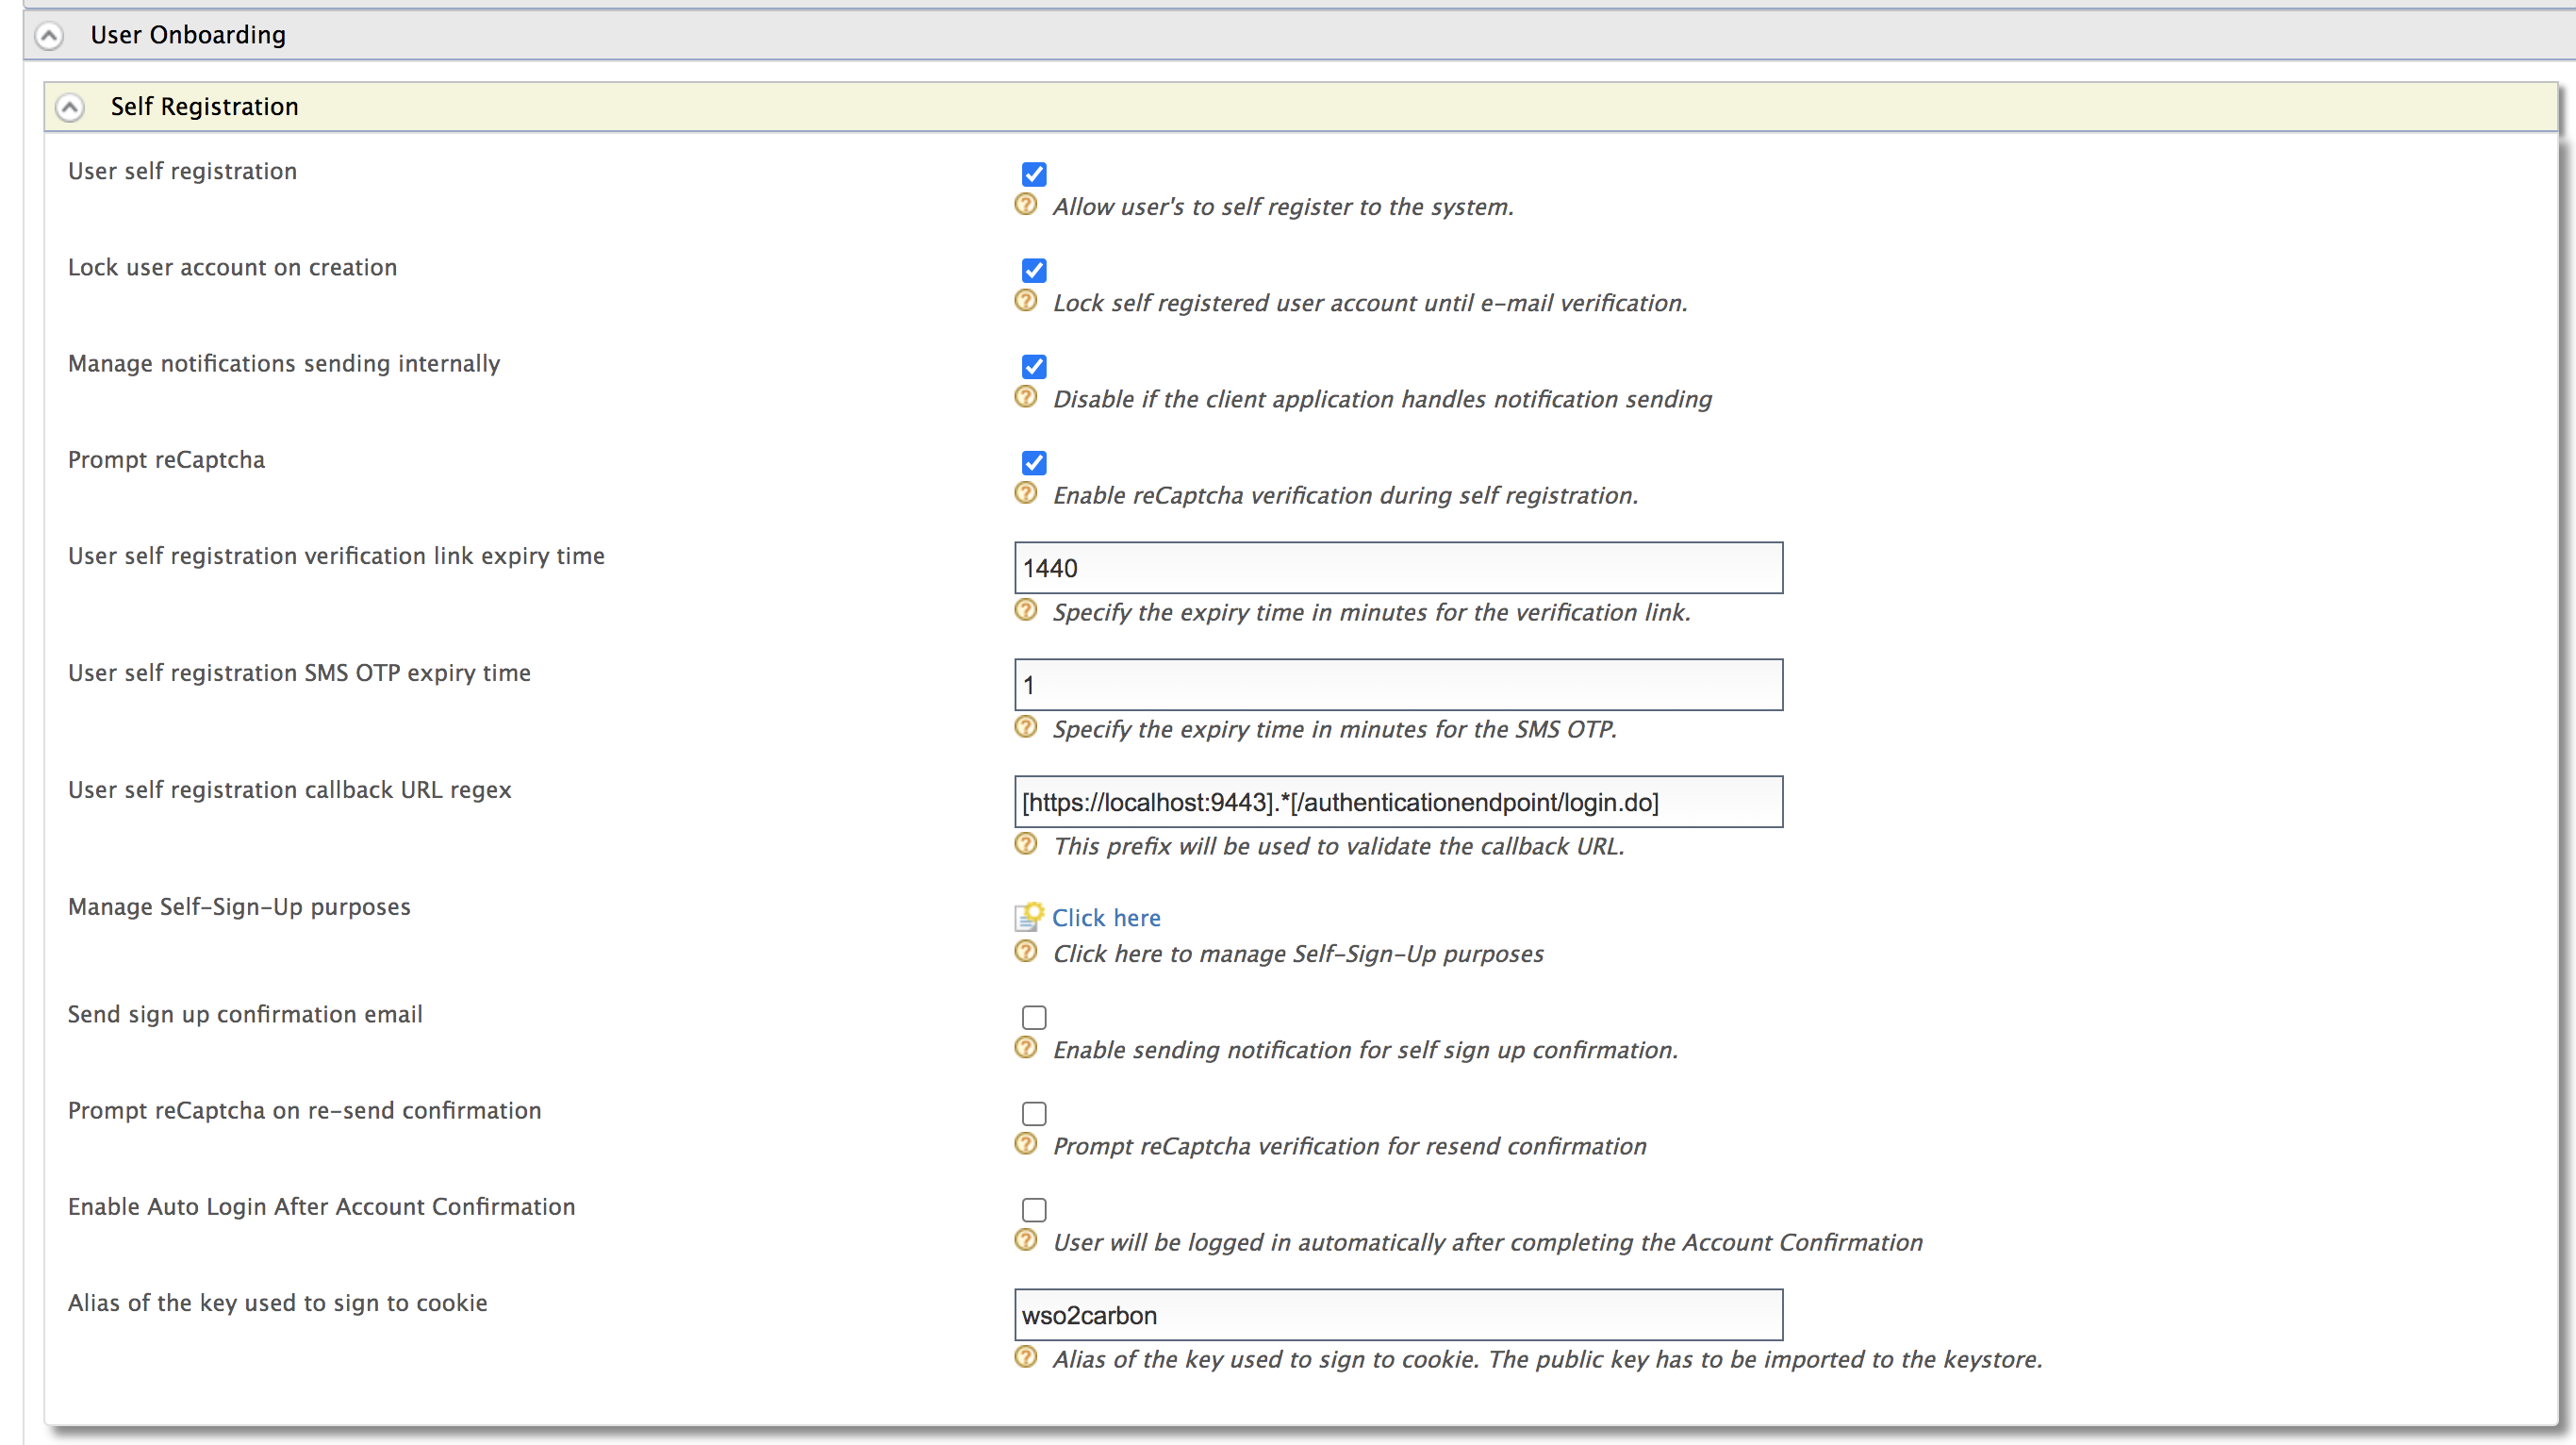 User Onboarding
Self Registration
User self registration
Allow user's to self register to the system.
Lock user account on creation
Lock self registered user account until e-mail verification.
Manage notifications sending internally
Disable if the client application handles notification sending
Prompt reCaptcha
Enable reCaptcha verification during self registration.
User self registration verification link expiry time
1440
Specify the expiry time in minutes for the verification link.
User self registration SMS OTP expiry time
1
Specify the expiry time in minutes for the SMS OTP.
User self registration callback URL regex
[https://localhost:9443].*[/authenticationendpoint/login.do]
This prefix will be used to validate the callback URL.
Manage Self-Sign-Up purposes
Click here
Click here to manage Self-Sign-Up purposes
Send sign up confirmation email
Enable sending notification for self sign up confirmation.
Prompt reCaptcha on re-send confirmation
Prompt reCaptcha verification for resend confirmation
Enable Auto Login After Account Confirmation
User will be logged in automatically after completing the Account Confirmation
Alias of the key used to sign to cookie
wso2carbon
Alias of the key used to sign to cookie. The public key has to be imported to the keystore.